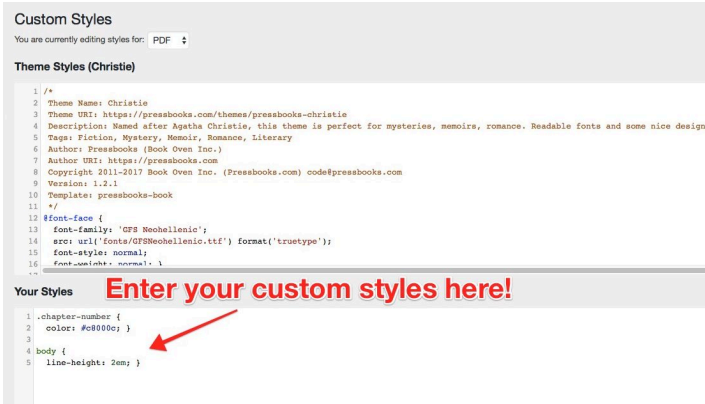 Custom Styles
You are currently editing styles for: PDF
Theme Styles (Christie)
1 /*
2 Theme Name: Christie
3 Theme URI: https://pressbooks.com/themes/pressbooks-christie
4 Description: Named after Agatha Christie, this theme is perfect for mysteries, memoirs, romance. Readable fonts and some nice design
5 Tags: Fiction, Mystery, Memoir, Romance, Literary
6 Author: Pressbooks (Book Oven Inc.)
7 Author URI: https://pressbooks.com
8 Copyright 2011-2017 Book Oven Inc. (Pressbooks.com) code@pressbooks.com
9 Version: 1.2.1
10 Template: pressbooks-book
11 */
12 @font-face {
13 font-family: 'GFS Neohellenic';
14 src: url('fonts/GFSNeohellenic.ttf') format('truetype');
15 font-style: normal;
16 font-weight: normal; }
Your Styles
Enter your custom styles here!
1 .chapter-number {
2 color: #c8000c; }
3
4 body {
5 line-height: 2em; }